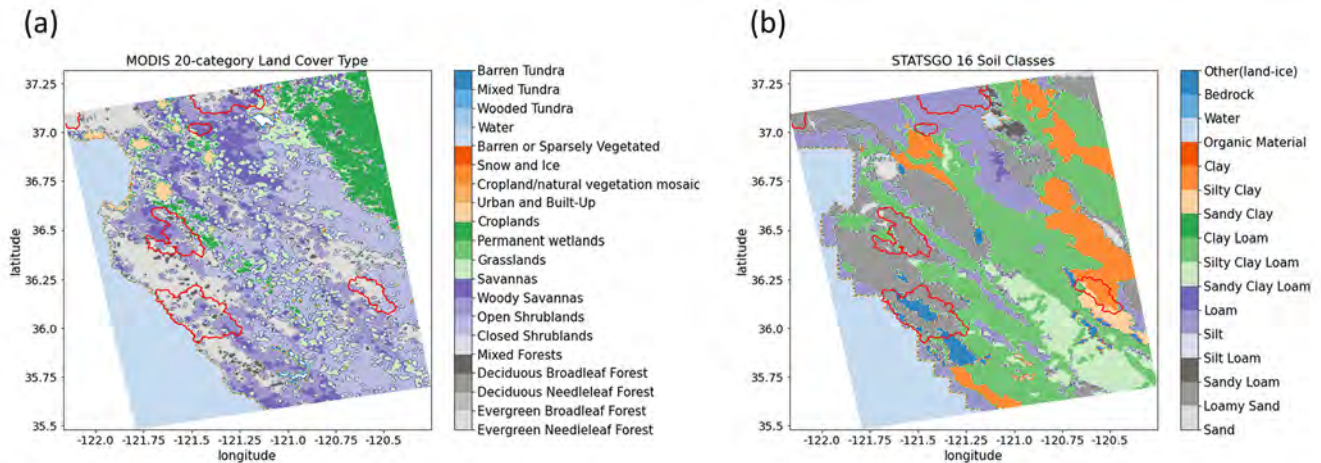 (a)
MODIS 20-category Land Cover Type
37.25
37.0
36.75
36.5
36.25
36.0
35.75
35.5
latitude
-122.0 -121.75 -121.5 -121.25 -121.0 -120.75 -120.5
longitude
Barren Tundra
Mixed Tundra
Wooded Tundra
Water
Barren or Sparsely Vegetated
Snow and Ice
Cropland/natural vegetation mosaic
Urban and Built-Up
Croplands
Permanent wetlands
Grasslands
Savannas
Woody Savannas
Open Shrublands
Closed Shrublands
Mixed Forests
Deciduous Broadleaf Forest
Deciduous Needleleaf Forest
Evergreen Broadleaf Forest
Evergreen Needleleaf Forest
(b)
STATSGO 16 Soil Classes
37.25
37.0
36.75
36.5
36.25
36.0
35.75
35.5
latitude
-122.0 -121.75 -121.5 -121.25 -121.0 -120.75 -120.5
longitude
Other(land-ice)
Bedrock
Water
Organic Material
Clay
Silty Clay
Sandy Clay
Clay Loam
Silty Clay Loam
Sandy Clay Loam
Loam
Silt
Silt Loam
Sandy Loam
Loamy Sand
Sand